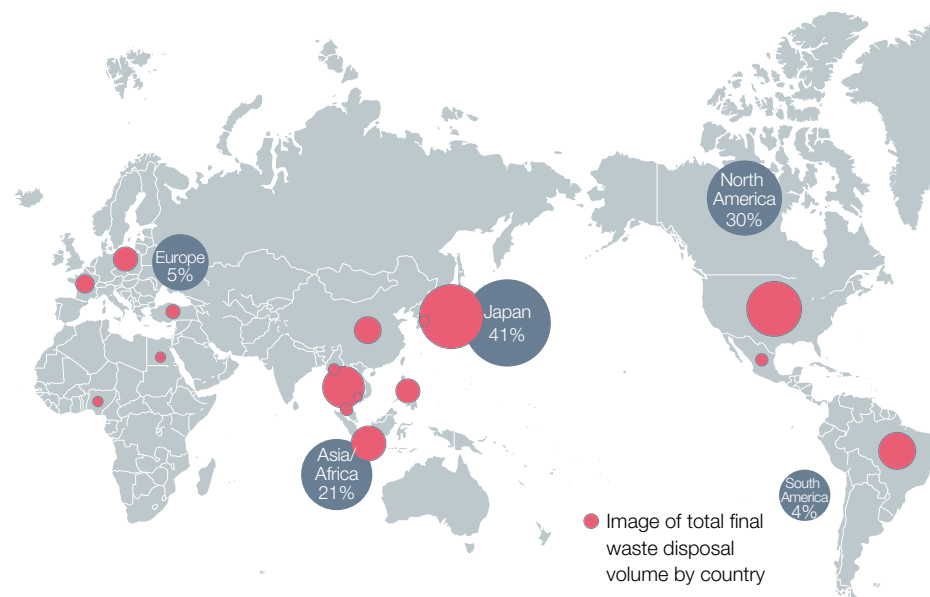 North
America
30%
Europe
5%
Japan
41%
Asia/
Africa
21%
South
America
4%
Image of total final
waste disposal
volume by country